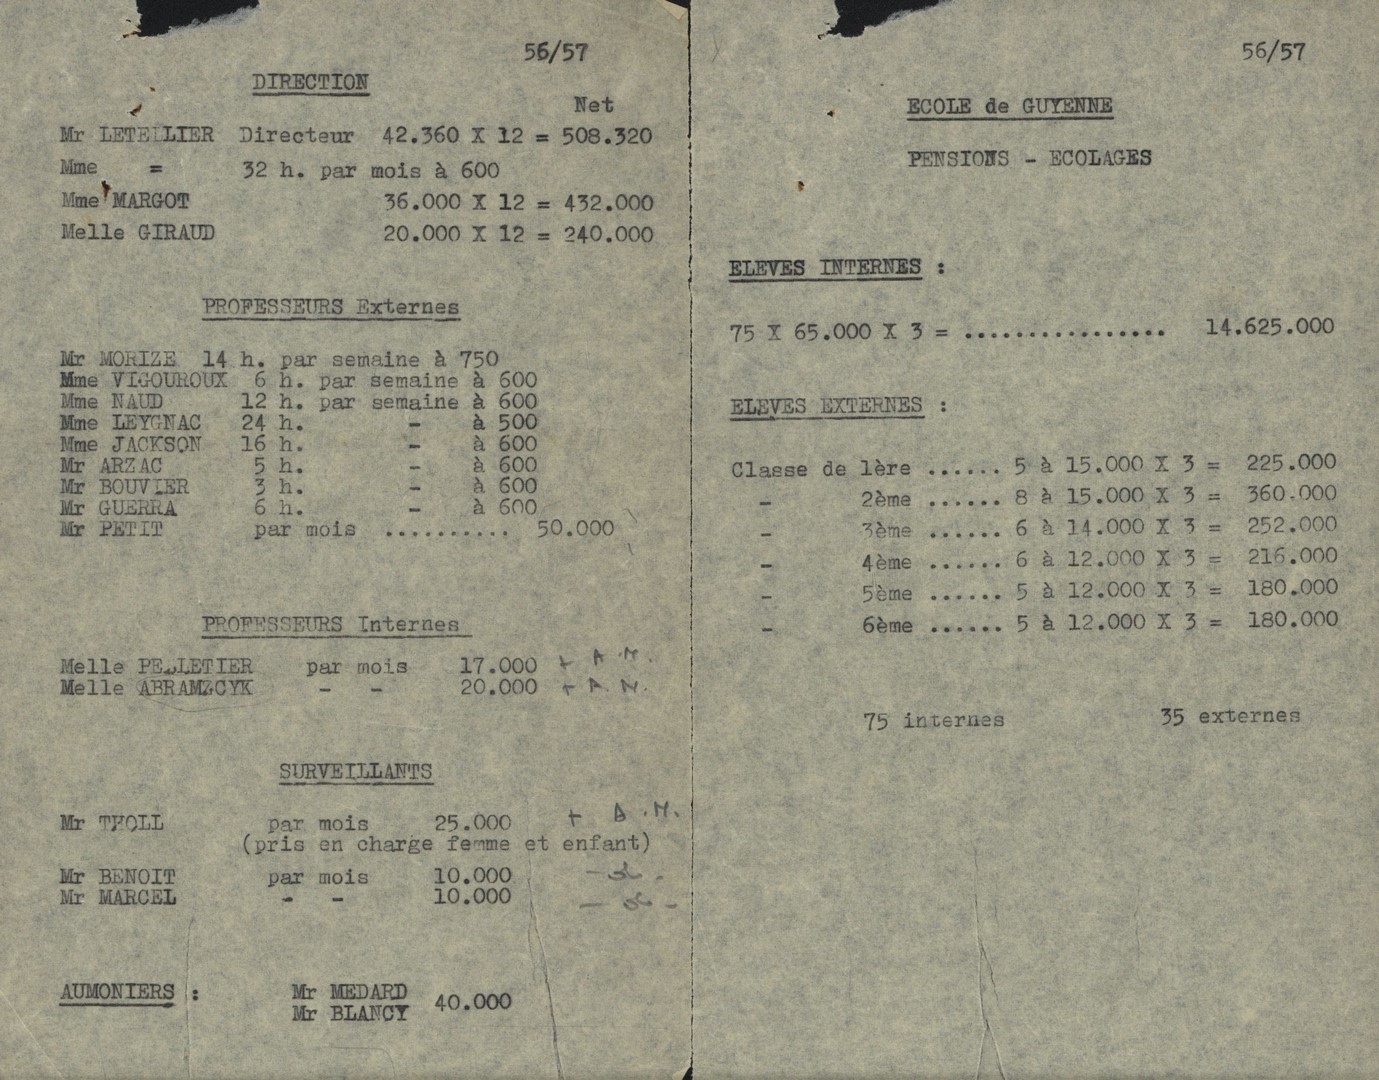 56/57
DIRECTION
Net
Mr LETELLIER Directeur 42.360 X 12 = 508.320
Mme = 32 h. par mois à 600
Mme MARGOT 36.000 X 12 = 432.000
Melle GIRAUD 20.000 X 12 = 240.000
PROFESSEURS Externes
Mr MORIZE 14 h. par semaine à 750
Mme VIGOUROUX 6 h. par semaine à 600
Mme NAUD 12 h. par semaine à 600
Mme LEYGNAC 24 h. - à 500
Mme JACKSON 16 h. - à 600
Mr ARZAC 5 h. - à 600
Mr BOUVIER 3 h. - à 600
Mr GUERRA 6 h. - à 600
Mr PETIT par mois .......... 50.000
PROFESSEURS Internes
Melle PELLETIER par mois 17.000 + A.M.
Melle ABRAMZCYK - - 20.000 + A.M.
SURVEILLANTS
Mr THOLL par mois 25.000 + A.M.
(pris en charge femme et enfant)
Mr BENOIT par mois 10.000
Mr MARCEL - - 10.000
AUMONIERS : Mr MEDARD
40.000
Mr BLANCY
56/57
ECOLE de GUYENNE
PENSIONS - ECOLAGES
ELEVES INTERNES :
75 X 65.000 X 3 = ................ 14.625.000
ELEVES EXTERNES :
Classe de 1ère ...... 5 à 15.000 X 3 = 225.000
- 2ème ...... 8 à 15.000 X 3 = 360.000
- 3ème ...... 6 à 14.000 X 3 = 252.000
- 4ème ...... 6 à 12.000 X 3 = 216.000
- 5ème ...... 5 à 12.000 X 3 = 180.000
- 6ème ...... 5 à 12.000 X 3 = 180.000
75 internes 35 externes